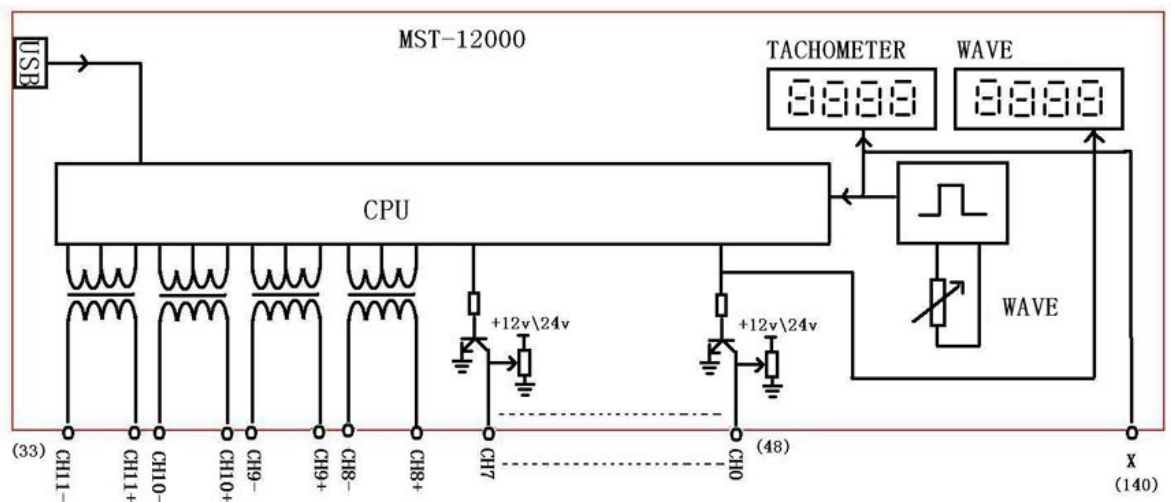 MST-12000
USB
TACHOMETER
WAVE
8888
8888
CPU
WAVE
+12v\24v
+12v\24v
(33)
CH11-
CH11+
CH10-
CH10+
CH9-
CH9+
CH8-
CH8+
CH7
CH0
(48)
X
(140)